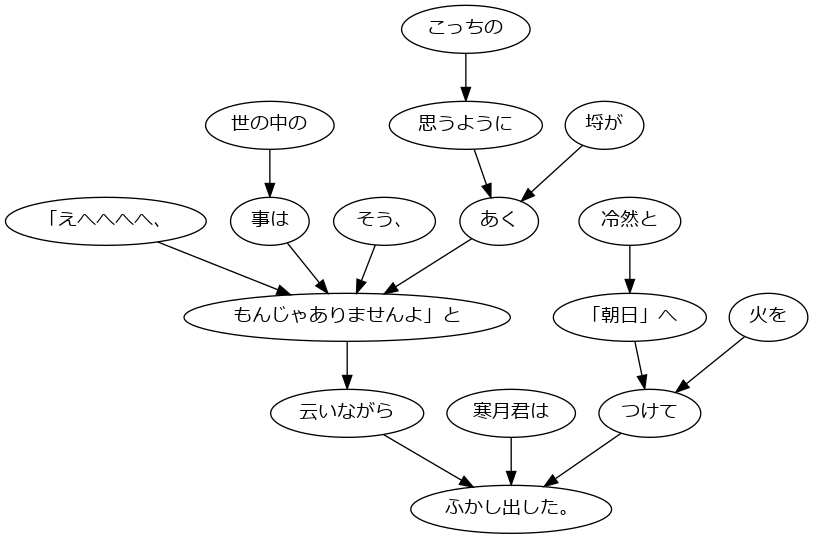 こっちの
世の中の
思うように
埒が
「えへへへへ、
事は
そう、
あく
冷然と
もんじゃありませんよ」と
「朝日」へ
火を
云いながら
寒月君は
つけて
ふかし出した。